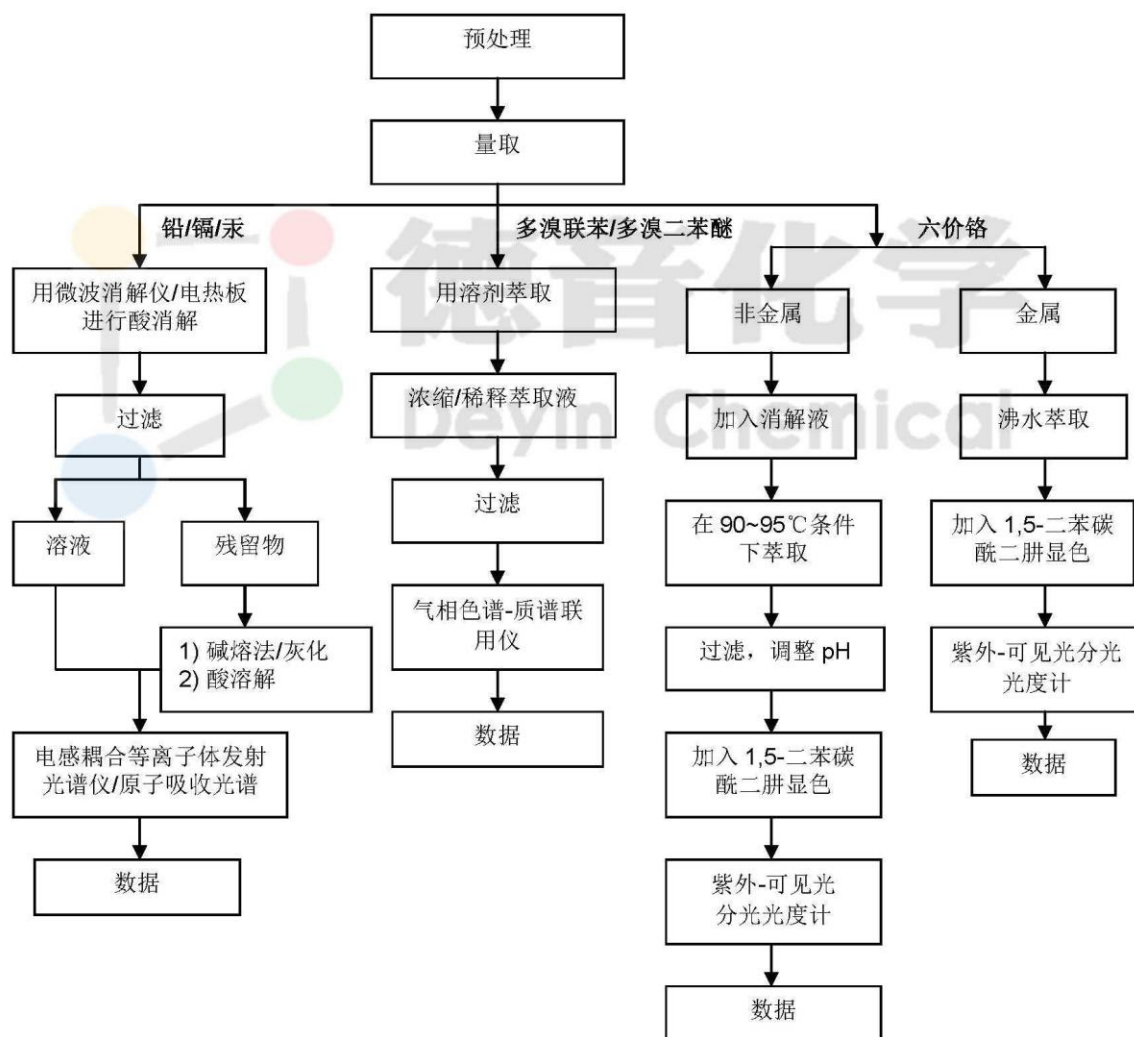 预处理
量取
铅/镉/汞
多溴联苯/多溴二苯醚
六价铬
用微波消解仪/电热板
进行酸消解
过滤
溶液
残留物
1) 碱熔法/灰化
2) 酸溶解
电感耦合等离子体发射
光谱仪/原子吸收光谱
数据
用溶剂萃取
浓缩/稀释萃取液
过滤
气相色谱-质谱联
用仪
数据
非金属
加入消解液
在 90~95℃条件
下萃取
过滤，调整 pH
加入 1,5-二苯碳
酰二肼显色
紫外-可见光
分光光度计
数据
金属
沸水萃取
加入 1,5-二苯碳
酰二肼显色
紫外-可见光分光
光度计
数据
德音化学
Deyin Chemical